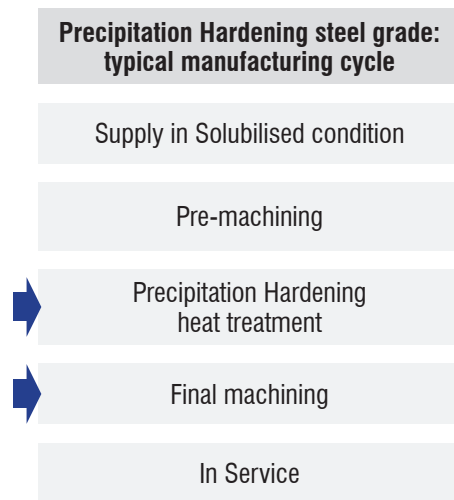 Precipitation Hardening steel grade:
typical manufacturing cycle
Supply in Solubilised condition
Pre-machining
Precipitation Hardening
heat treatment
Final machining
In Service